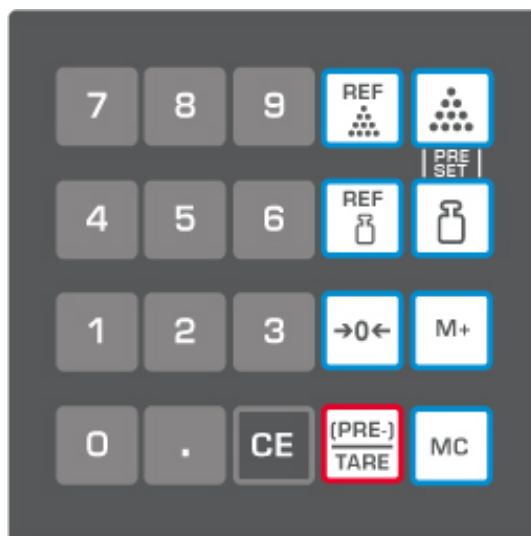 7 8 9 REF
PRE
SET
4 5 6 REF
1 2 3 →0← M+
0 . CE (PRE-) MC
TARE